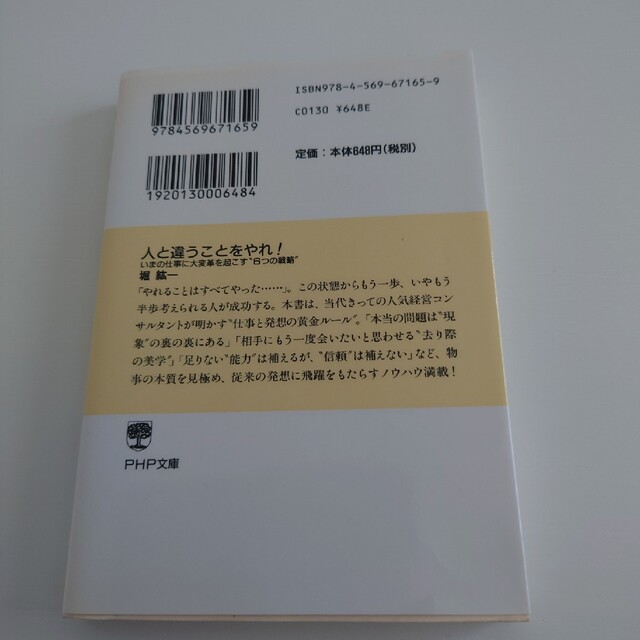 ISBN978-4-569-67165-9
C0130 ¥648E
9784569671659
定価：本体648円(税別)
1920130006484
人と違うことをやれ！
いまの仕事に大変革を起こす“6つの戦略”
堀 紘一
「やれることはすべてやった……」。この状態からもう一歩、いやもう
半歩考えられる人が成功する。本書は、当代きっての人気経営コン
サルタントが明かす“仕事と発想の黄金ルール”。「本当の問題は“現
象”の裏の裏にある」「相手にもう一度会いたいと思わせる“去り際
の美学”」「足りない“能力”は補えるが、“信頼”は補えない」など、物
事の本質を見極め、従来の発想に飛躍をもたらすノウハウ満載！
PHP文庫